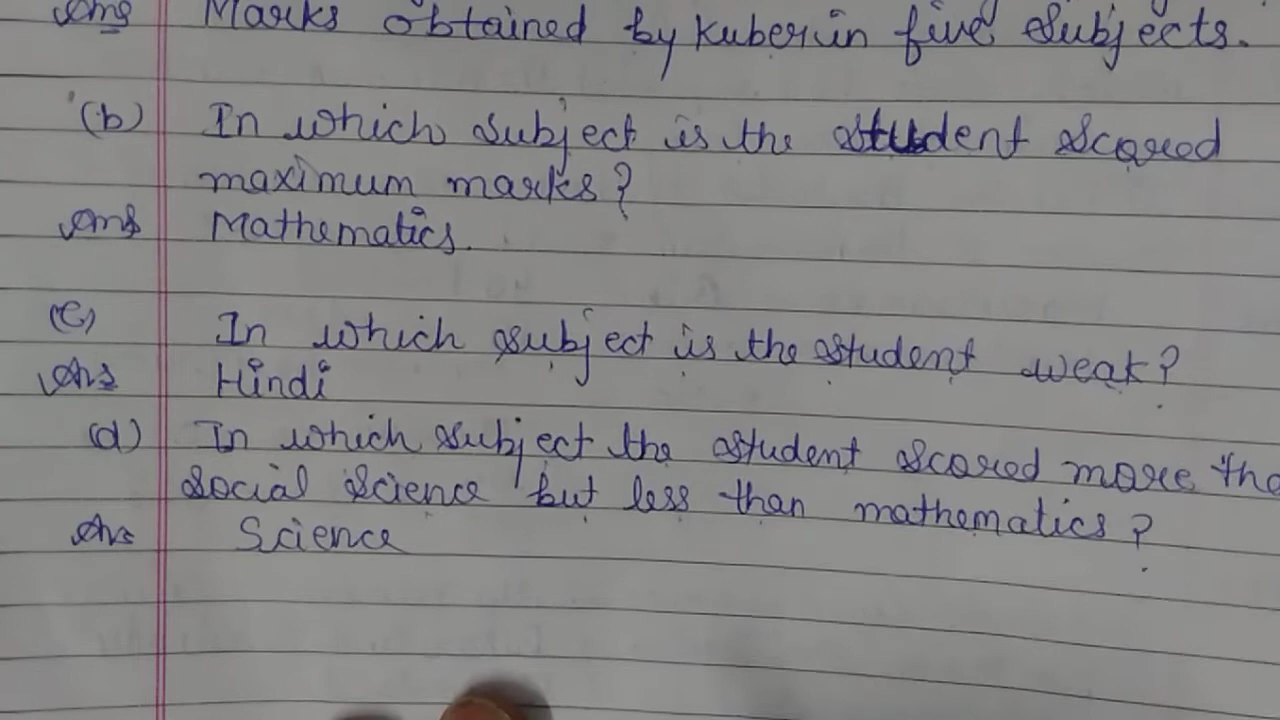 Ans Marks obtained by Kuber in five subjects.
(b) In which subject is the student scored
maximum marks?
Ans Mathematics.
(c) In which subject is the student weak?
Ans Hindi
(d) In which subject the student scored more tha
social science but less than mathematics?
Ans Science